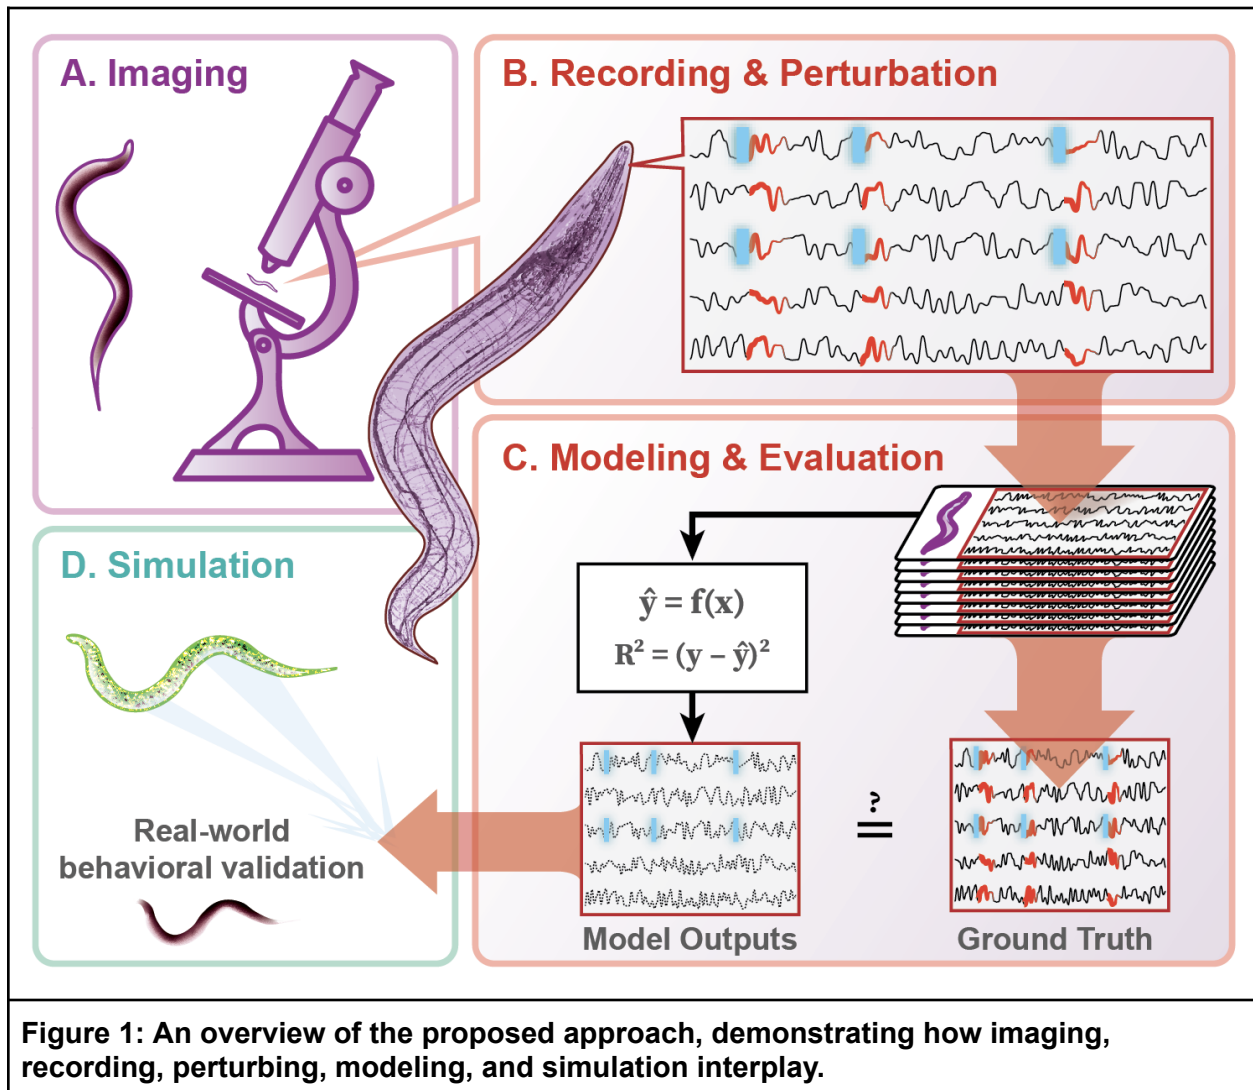 A. Imaging
B. Recording & Perturbation
C. Modeling & Evaluation
ŷ = f(x)
R² = (y − ŷ)²
?
=
Model Outputs
Ground Truth
D. Simulation
Real-world
behavioral validation
Figure 1: An overview of the proposed approach, demonstrating how imaging,
recording, perturbing, modeling, and simulation interplay.